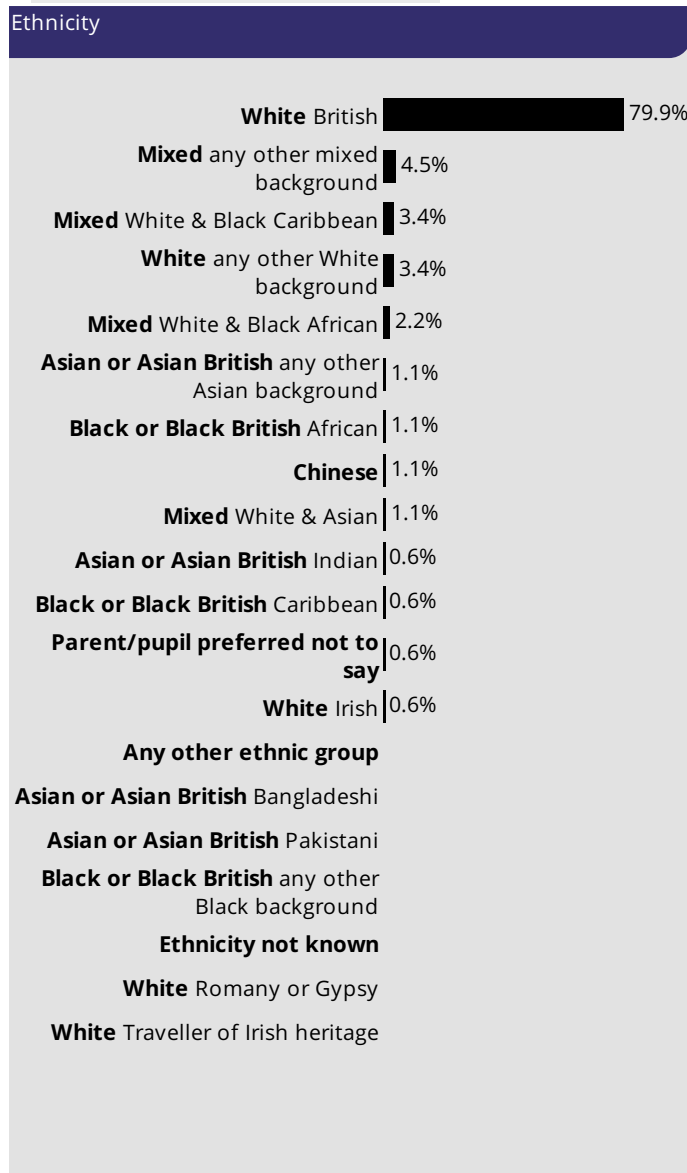 Ethnicity
White British 79.9%
Mixed any other mixed
background 4.5%
Mixed White & Black Caribbean 3.4%
White any other White
background 3.4%
Mixed White & Black African 2.2%
Asian or Asian British any other
Asian background 1.1%
Black or Black British African 1.1%
Chinese 1.1%
Mixed White & Asian 1.1%
Asian or Asian British Indian 0.6%
Black or Black British Caribbean 0.6%
Parent/pupil preferred not to
say 0.6%
White Irish 0.6%
Any other ethnic group
Asian or Asian British Bangladeshi
Asian or Asian British Pakistani
Black or Black British any other
Black background
Ethnicity not known
White Romany or Gypsy
White Traveller of Irish heritage